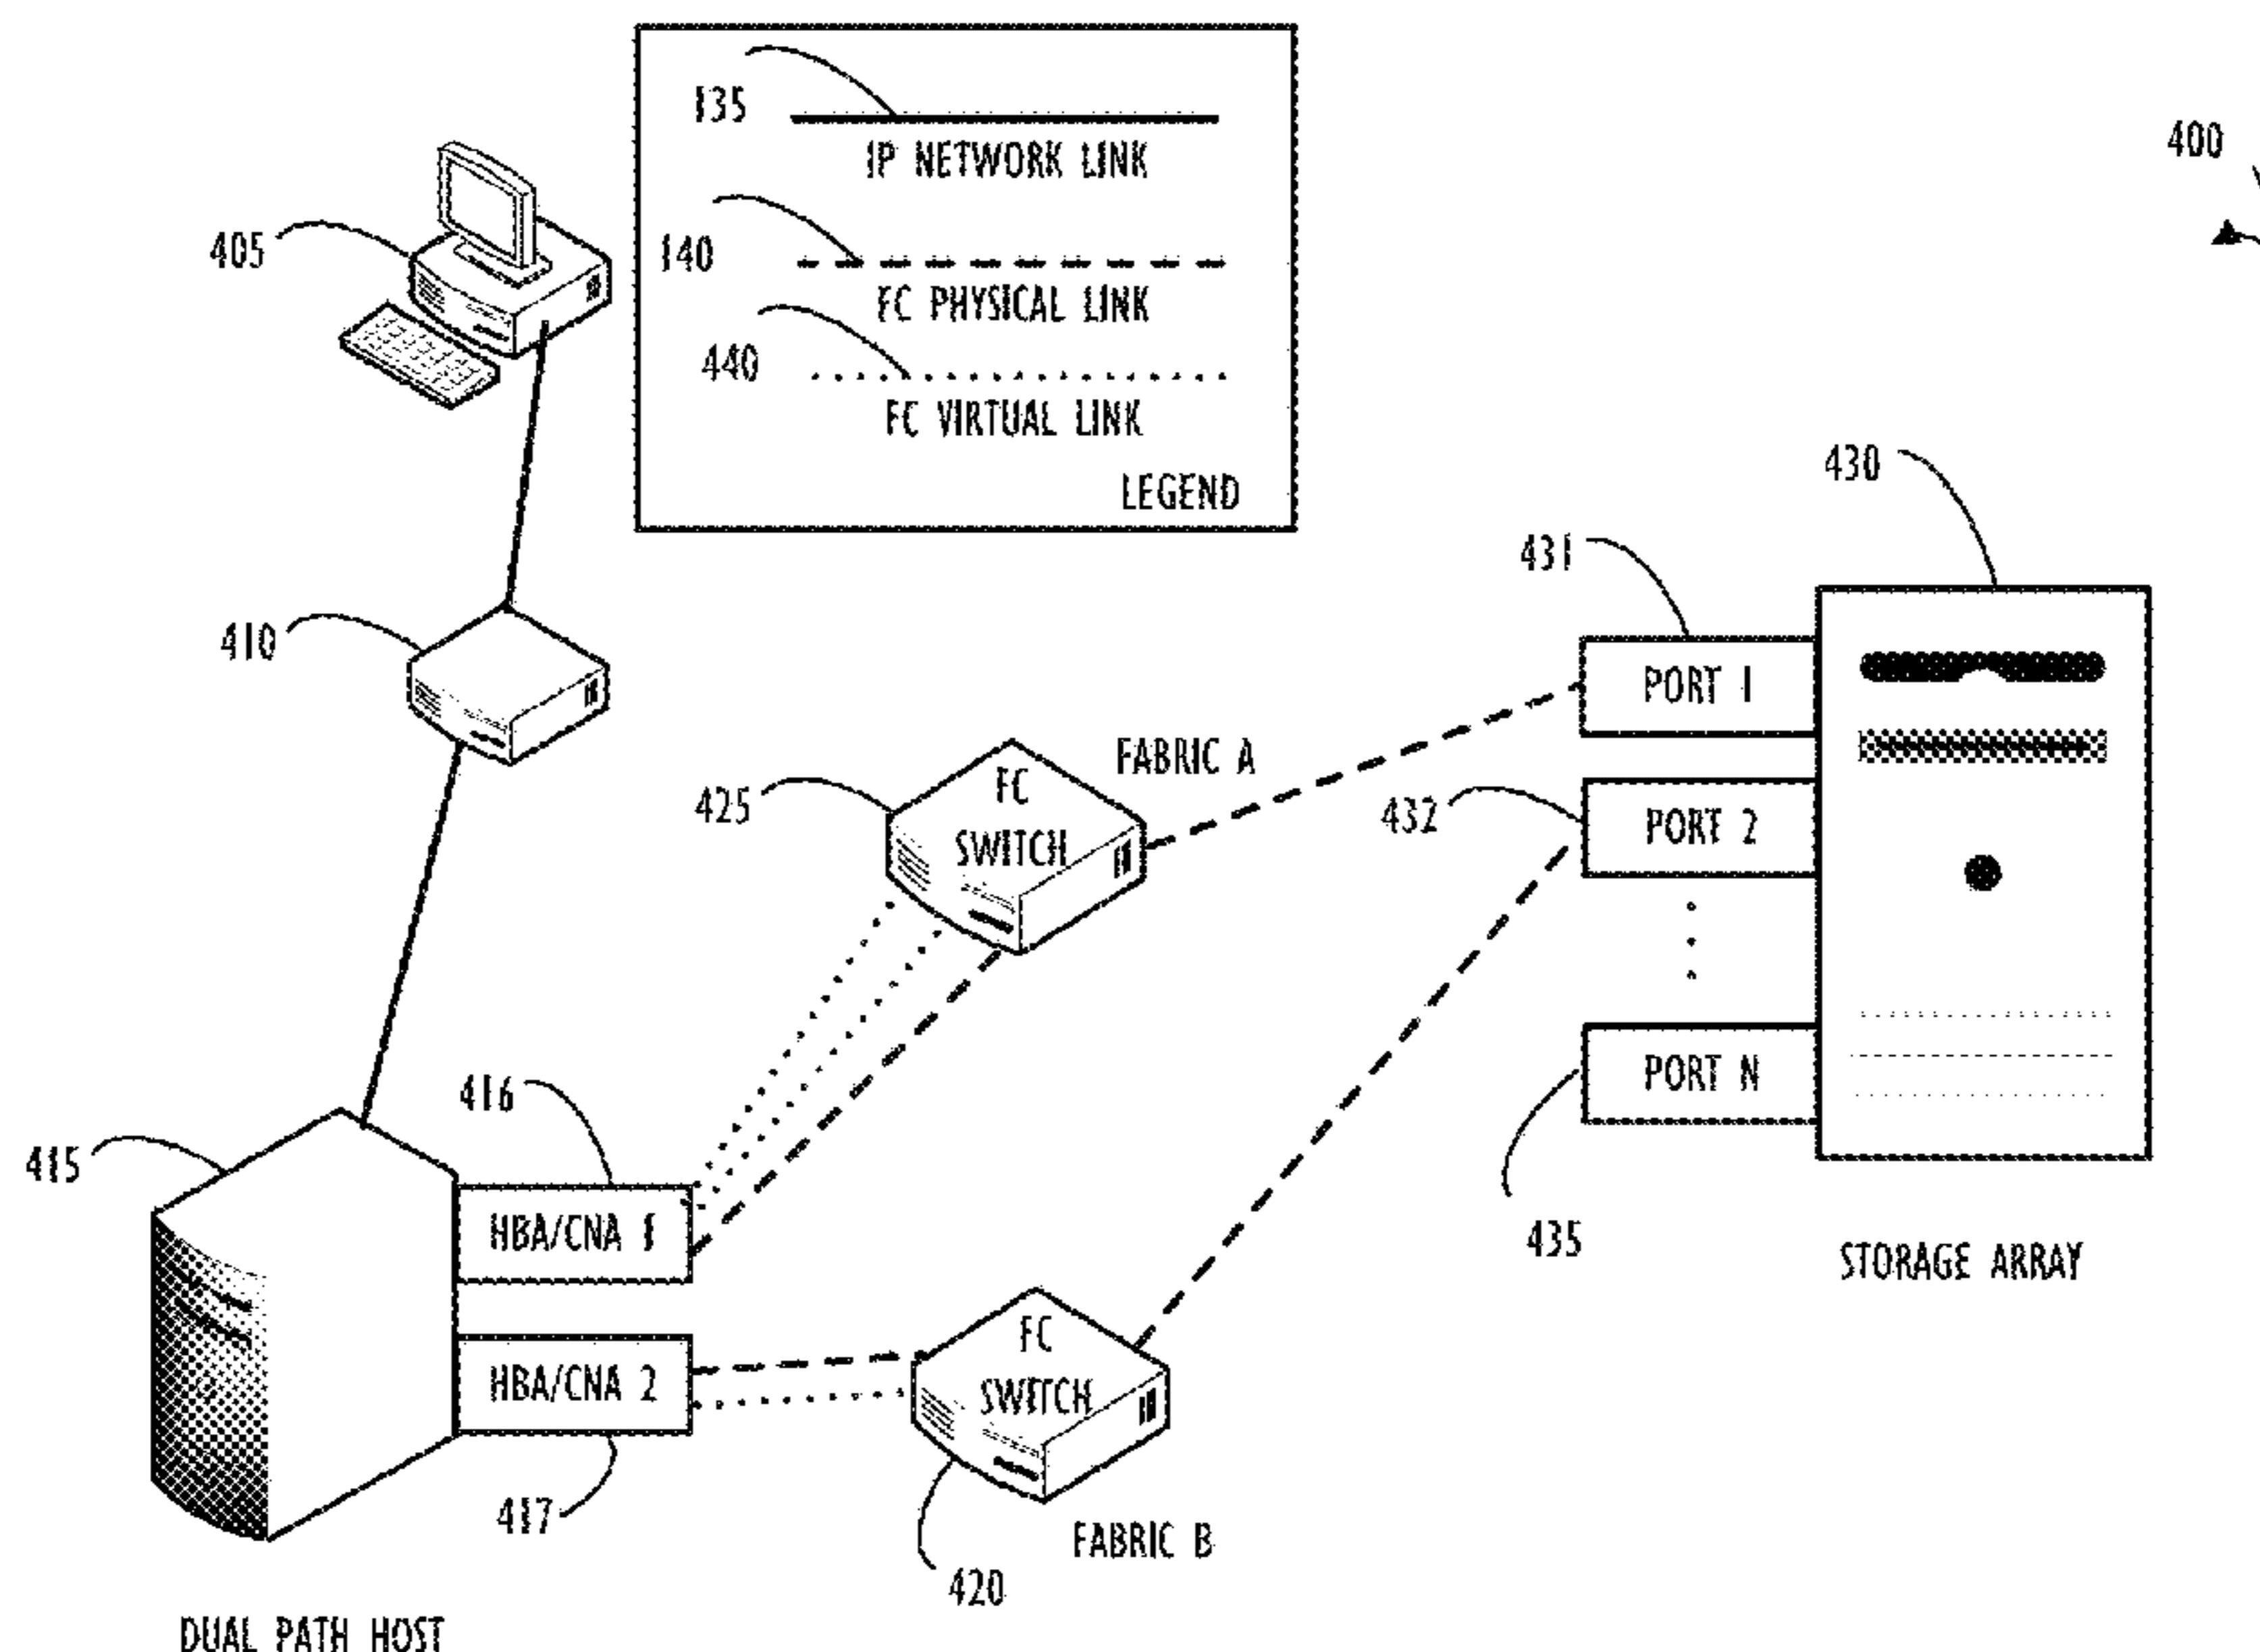 135
IP NETWORK LINK
140
FC PHYSICAL LINK
440
FC VIRTUAL LINK
LEGEND
400
405
410
430
431
PORT 1
432
PORT 2
PORT N
435
STORAGE ARRAY
FABRIC A
425
FC
SWITCH
416
415
HBA/CNA 1
HBA/CNA 2
417
FC
SWITCH
FABRIC B
420
DUAL PATH HOST